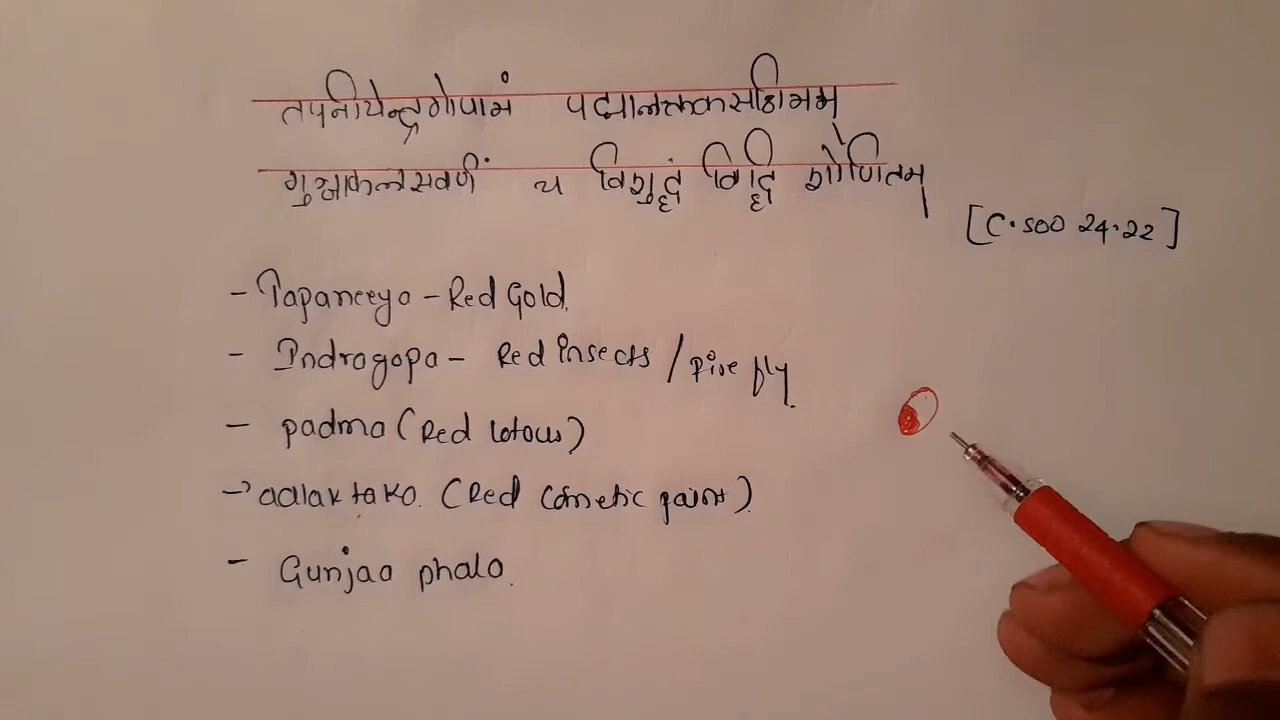 तपनीयेन्द्रगोपाभं पद्मालक्तकसन्निभम्
गुञ्जाफलसवर्णं च विशुद्धं विद्धि शोणितम्
[C. soo 24.22]
- Tapaneeya - Red Gold.
- Indragopa - Red insects / fire fly.
- padma (Red lotous)
-> aalaktaka. (Red Cosmetic paint)
- Gunjaa phala.